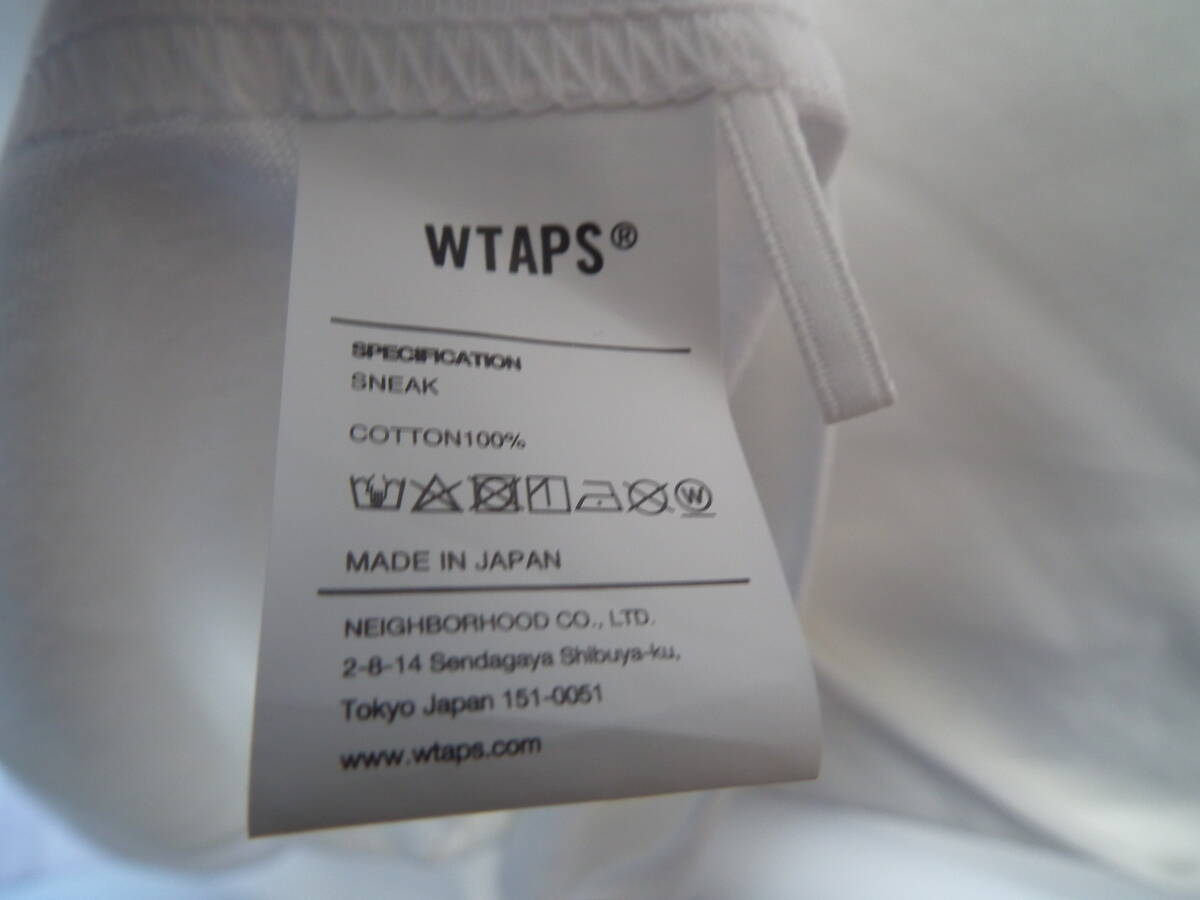 WTAPS®
SPECIFICATION
SNEAK
COTTON100%
W
MADE IN JAPAN
NEIGHBORHOOD CO., LTD.
2-8-14 Sendagaya Shibuya-ku,
Tokyo Japan 151-0051
www.wtaps.com